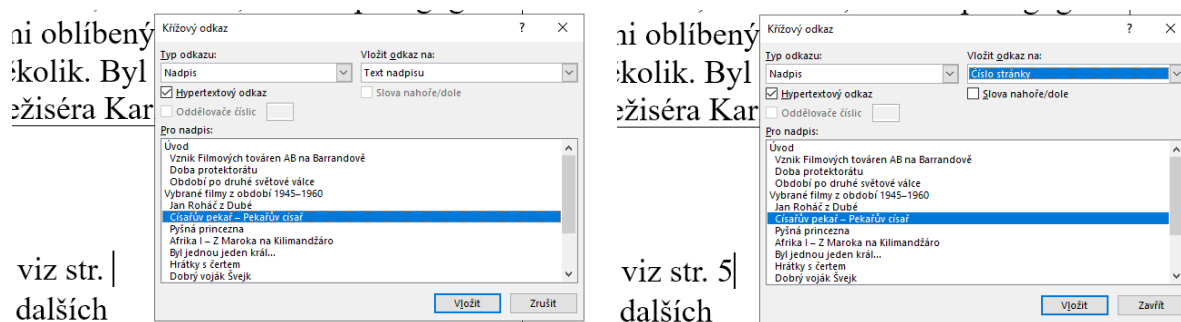 ni oblíbený
ěkolik. Byl
ežiséra Kar
viz str.
dalších
Křížový odkaz ? ×
Typ odkazu: Vložit odkaz na:
Nadpis Text nadpisu
Hypertextový odkaz Slova nahoře/dole
Oddělovače číslic
Pro nadpis:
Úvod
Vznik Filmových továren AB na Barrandově
Doba protektorátu
Období po druhé světové válce
Vybrané filmy z období 1945–1960
Jan Roháč z Dubé
Císařův pekař – Pekařův císař
Pyšná princezna
Afrika I – Z Maroka na Kilimandžáro
Byl jednou jeden král...
Hrátky s čertem
Dobrý voják Švejk
Vložit Zrušit
ni oblíbený
ěkolik. Byl
ežiséra Kar
viz str. 5
dalších
Křížový odkaz ? ×
Typ odkazu: Vložit odkaz na:
Nadpis Číslo stránky
Hypertextový odkaz Slova nahoře/dole
Oddělovače číslic
Pro nadpis:
Úvod
Vznik Filmových továren AB na Barrandově
Doba protektorátu
Období po druhé světové válce
Vybrané filmy z období 1945–1960
Jan Roháč z Dubé
Císařův pekař – Pekařův císař
Pyšná princezna
Afrika I – Z Maroka na Kilimandžáro
Byl jednou jeden král...
Hrátky s čertem
Dobrý voják Švejk
Vložit Zavřít